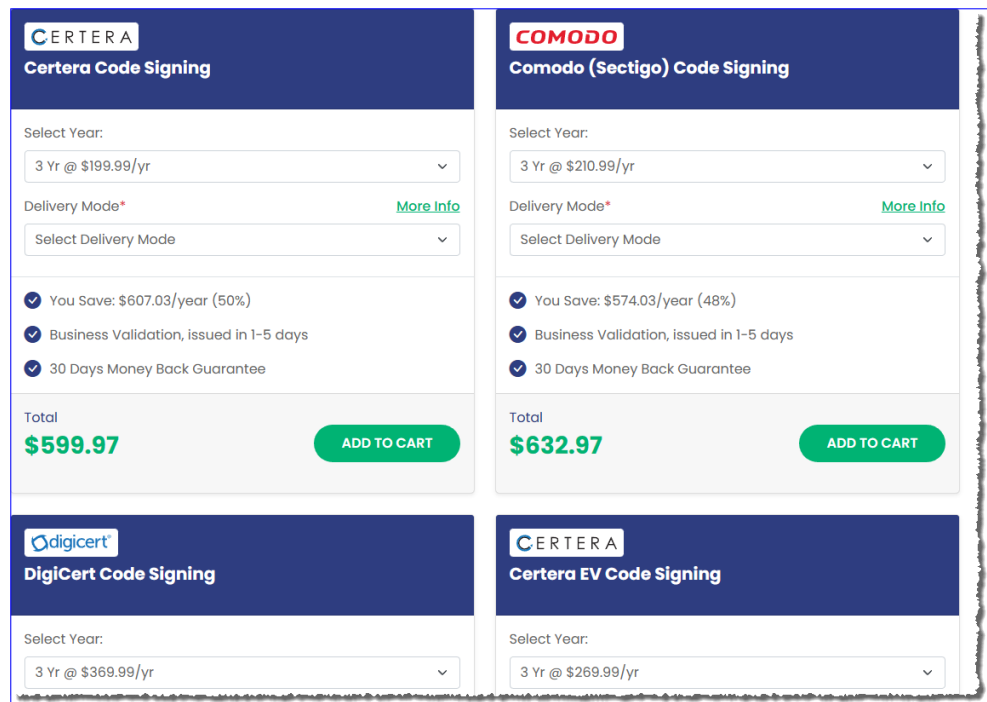 CERTERA
Certera Code Signing
Select Year:
3 Yr @ $199.99/yr
Delivery Mode*
More Info
Select Delivery Mode
You Save: $607.03/year (50%)
Business Validation, issued in 1-5 days
30 Days Money Back Guarantee
Total
$599.97
ADD TO CART
COMODO
Comodo (Sectigo) Code Signing
Select Year:
3 Yr @ $210.99/yr
Delivery Mode*
More Info
Select Delivery Mode
You Save: $574.03/year (48%)
Business Validation, issued in 1-5 days
30 Days Money Back Guarantee
Total
$632.97
ADD TO CART
digicert®
DigiCert Code Signing
Select Year:
3 Yr @ $369.99/yr
CERTERA
Certera EV Code Signing
Select Year:
3 Yr @ $269.99/yr